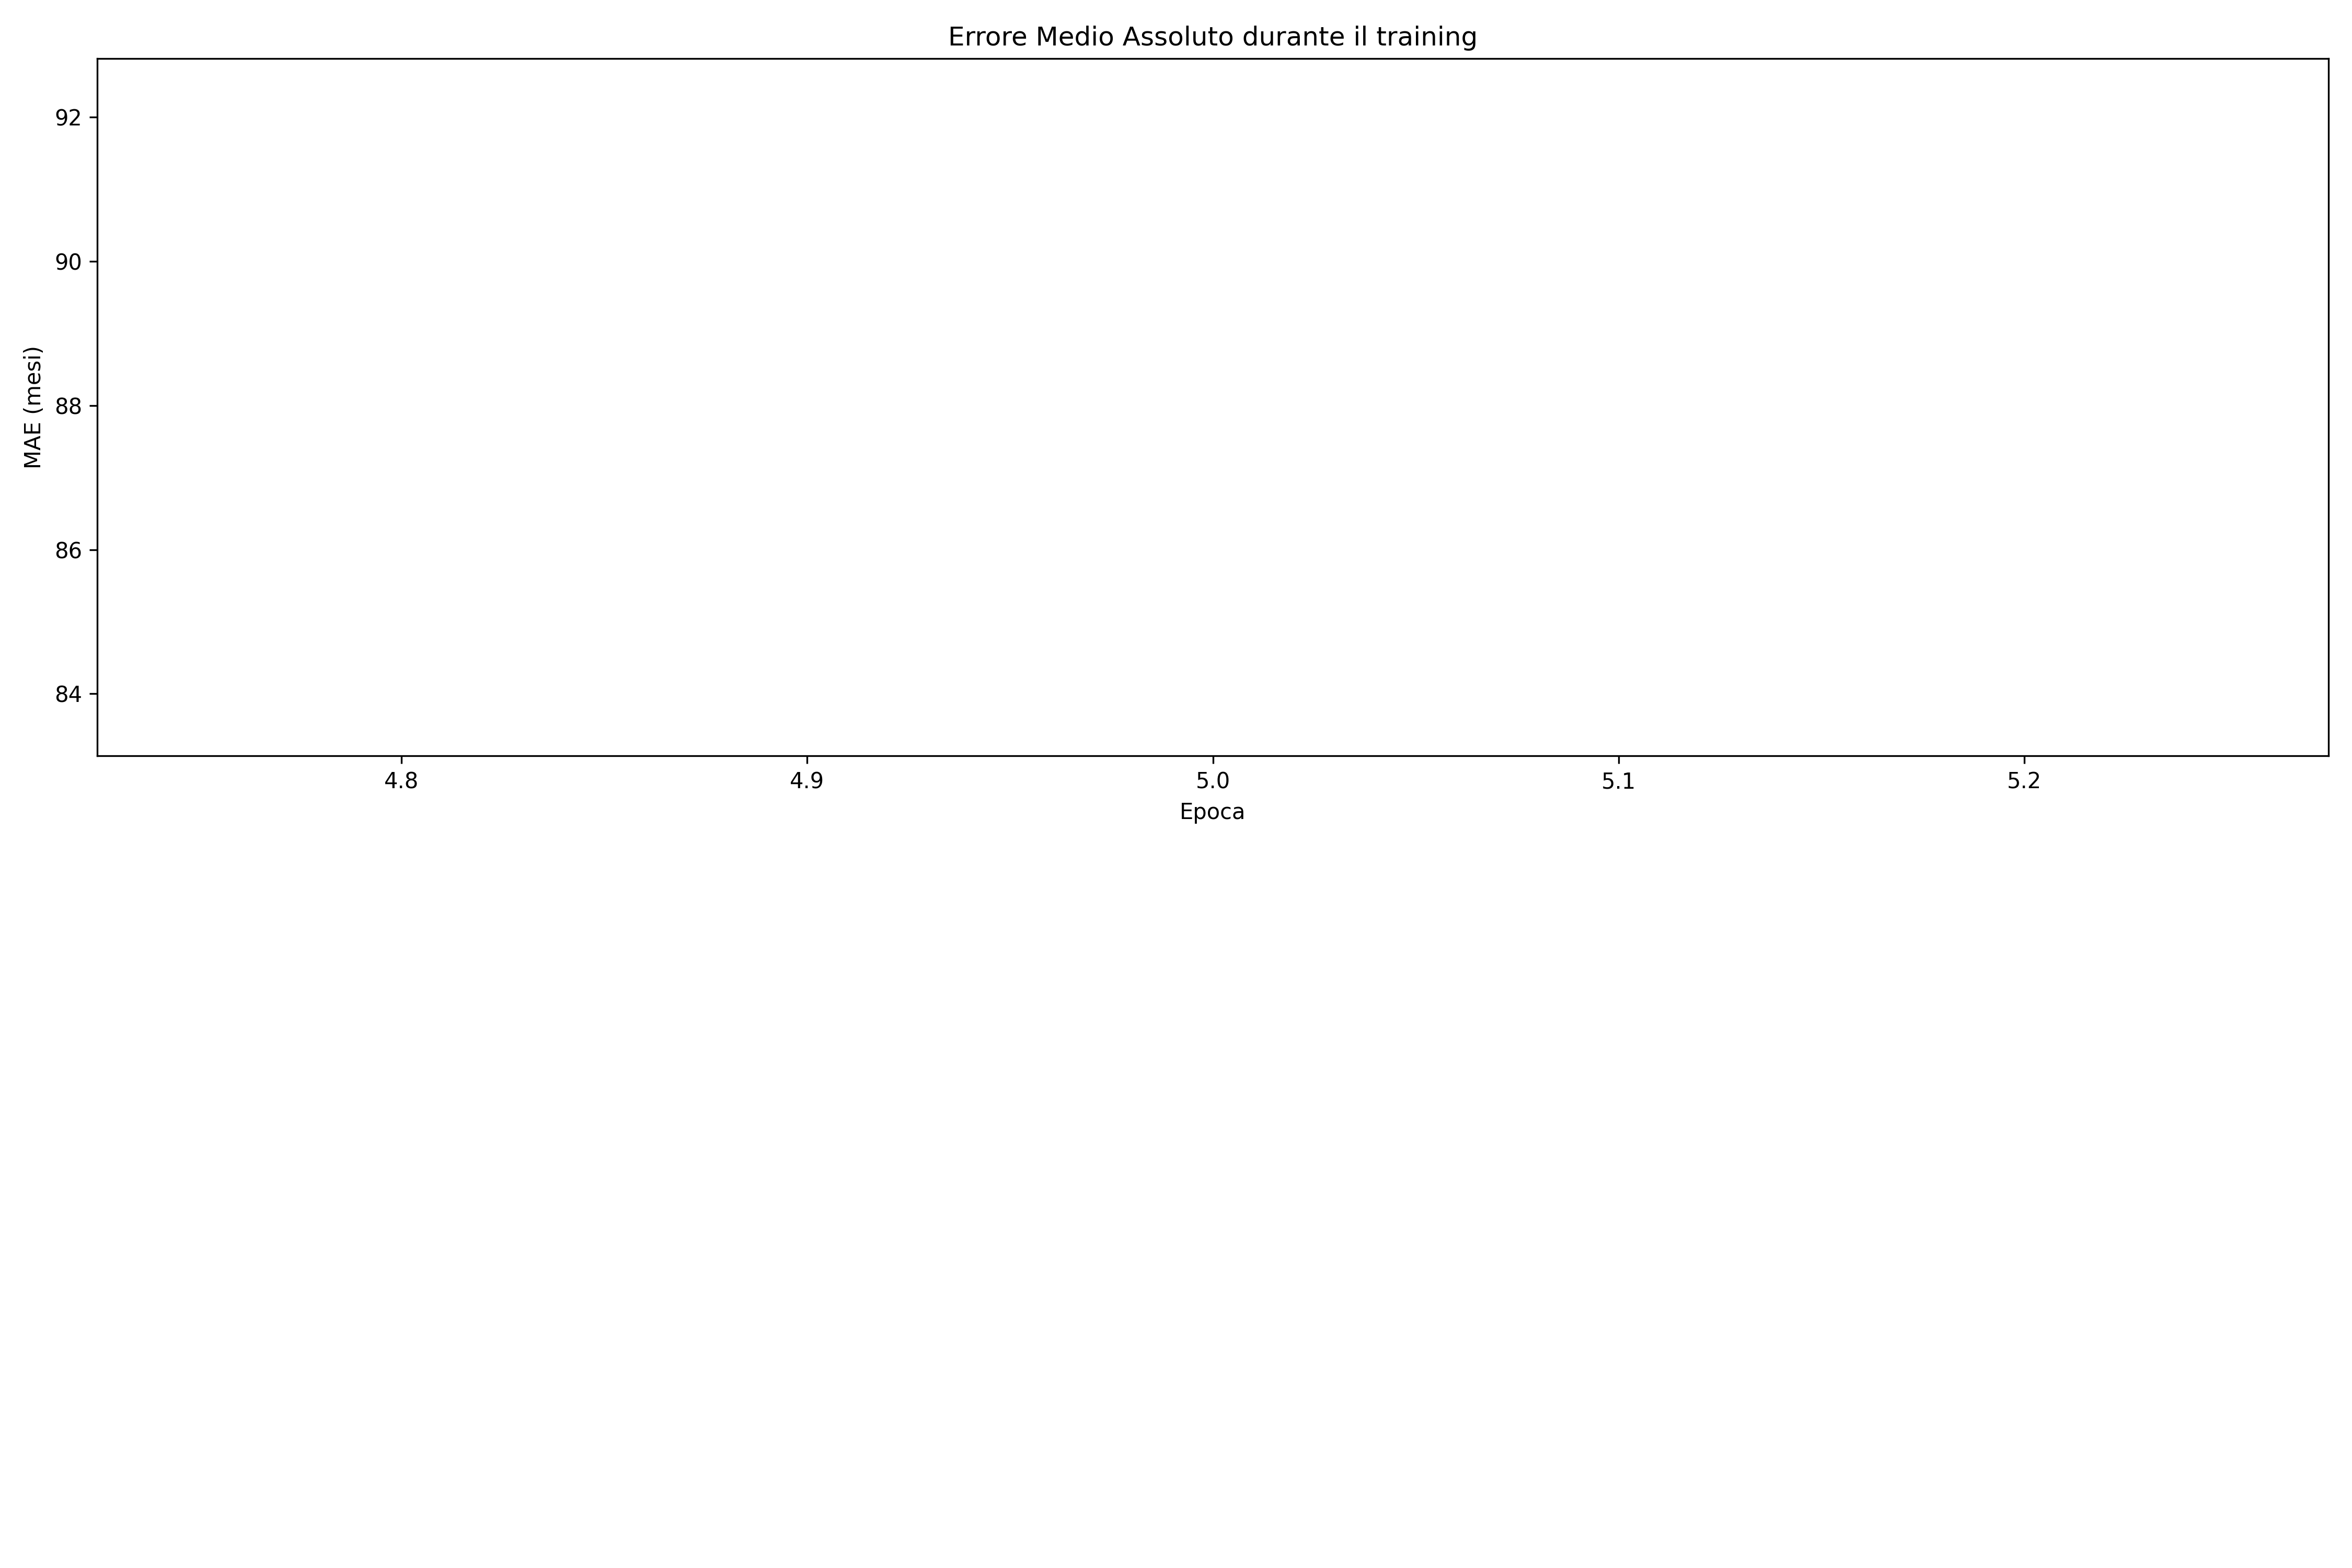 Errore Medio Assoluto durante il training
92
90
88
86
84
MAE (mesi)
4.8 4.9 5.0 5.1 5.2
Epoca